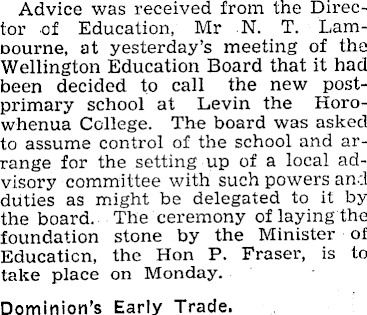 Advice was received from the Direc-
tor of Education, Mr N. T. Lam-
bourne, at yesterday's meeting of the
Wellington Education Board that it had
been decided to call the new post-
primary school at Levin the Horo-
whenua College. The board was asked
to assume control of the school and ar-
range for the setting up of a local ad-
visory committee with such powers and
duties as might be delegated to it by
the board. The ceremony of laying the
foundation stone by the Minister of
Education, the Hon P. Fraser, is to
take place on Monday.
Dominion's Early Trade.